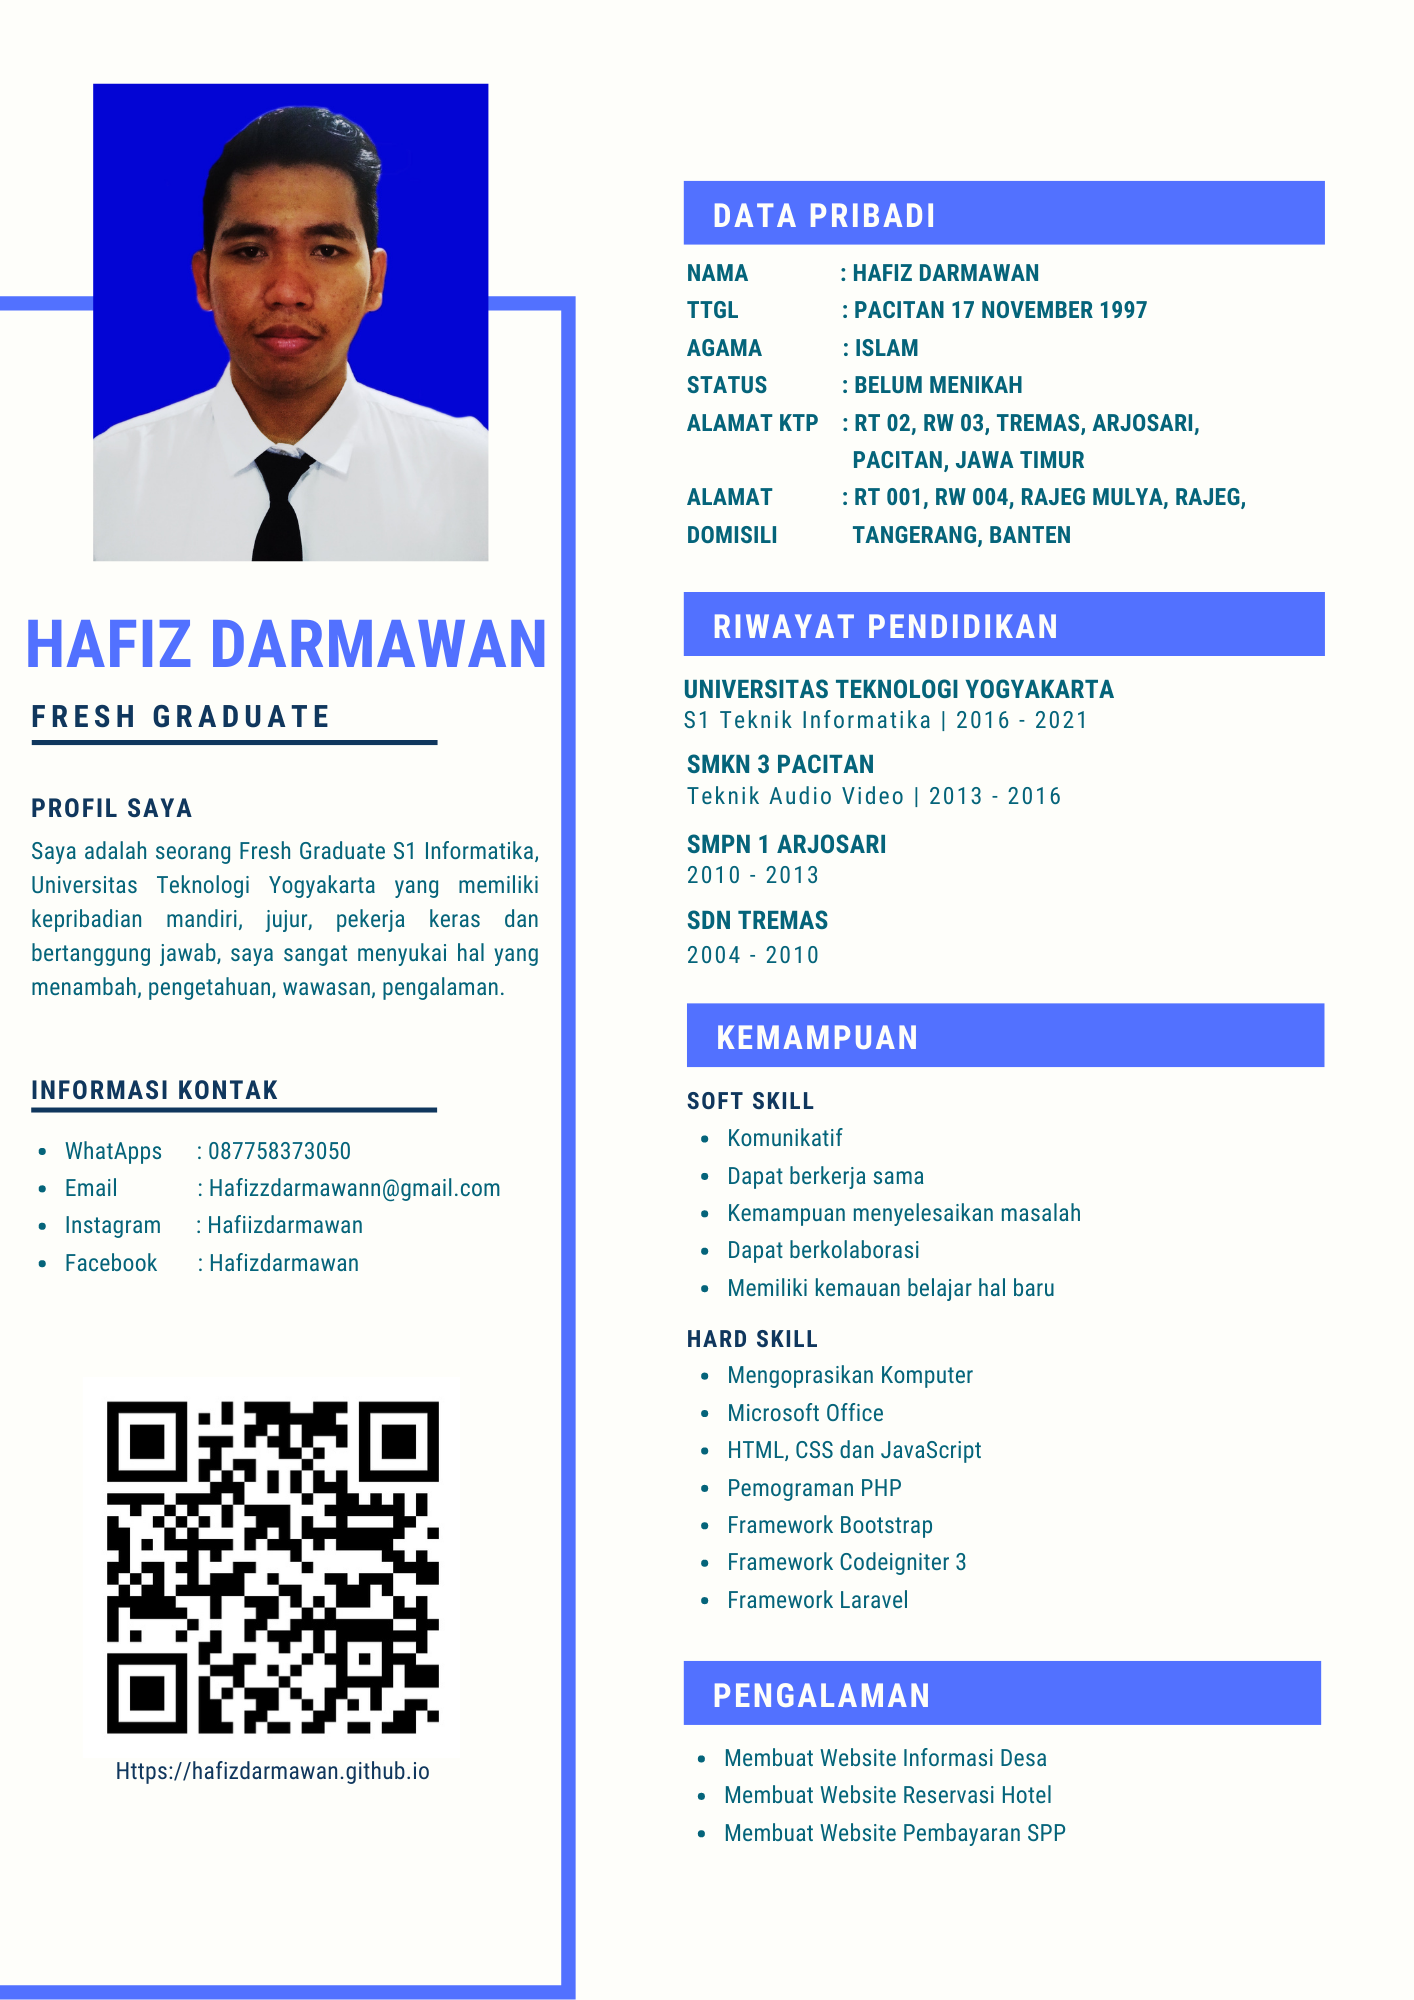 HAFIZ DARMAWAN
FRESH GRADUATE
PROFIL SAYA
Saya adalah seorang Fresh Graduate S1 Informatika,
Universitas Teknologi Yogyakarta yang memiliki
kepribadian mandiri, jujur, pekerja keras dan
bertanggung jawab, saya sangat menyukai hal yang
menambah, pengetahuan, wawasan, pengalaman.
INFORMASI KONTAK
• WhatApps : 087758373050
• Email : Hafizzdarmawann@gmail.com
• Instagram : Hafiizdarmawan
• Facebook : Hafizdarmawan
Https://hafizdarmawan.github.io
DATA PRIBADI
NAMA : HAFIZ DARMAWAN
TTGL : PACITAN 17 NOVEMBER 1997
AGAMA : ISLAM
STATUS : BELUM MENIKAH
ALAMAT KTP : RT 02, RW 03, TREMAS, ARJOSARI,
PACITAN, JAWA TIMUR
ALAMAT : RT 001, RW 004, RAJEG MULYA, RAJEG,
DOMISILI TANGERANG, BANTEN
RIWAYAT PENDIDIKAN
UNIVERSITAS TEKNOLOGI YOGYAKARTA
S1 Teknik Informatika | 2016 - 2021
SMKN 3 PACITAN
Teknik Audio Video | 2013 - 2016
SMPN 1 ARJOSARI
2010 - 2013
SDN TREMAS
2004 - 2010
KEMAMPUAN
SOFT SKILL
• Komunikatif
• Dapat berkerja sama
• Kemampuan menyelesaikan masalah
• Dapat berkolaborasi
• Memiliki kemauan belajar hal baru
HARD SKILL
• Mengoprasikan Komputer
• Microsoft Office
• HTML, CSS dan JavaScript
• Pemograman PHP
• Framework Bootstrap
• Framework Codeigniter 3
• Framework Laravel
PENGALAMAN
• Membuat Website Informasi Desa
• Membuat Website Reservasi Hotel
• Membuat Website Pembayaran SPP